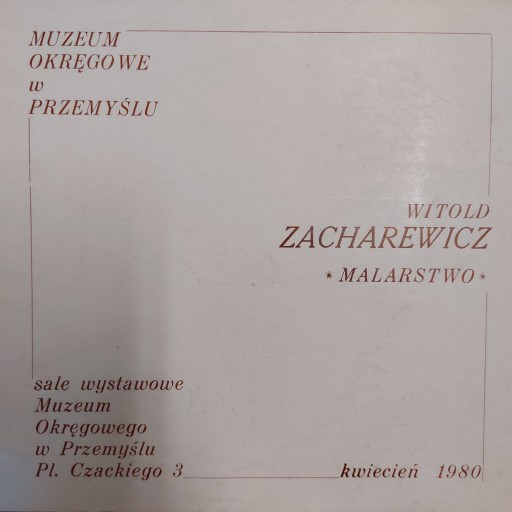 MUZEUM
OKRĘGOWE
w
PRZEMYŚLU
WITOLD
ZACHAREWICZ
* MALARSTWO *
sale wystawowe
Muzeum
Okręgowego
w Przemyślu
Pl. Czackiego 3
kwiecień 1980